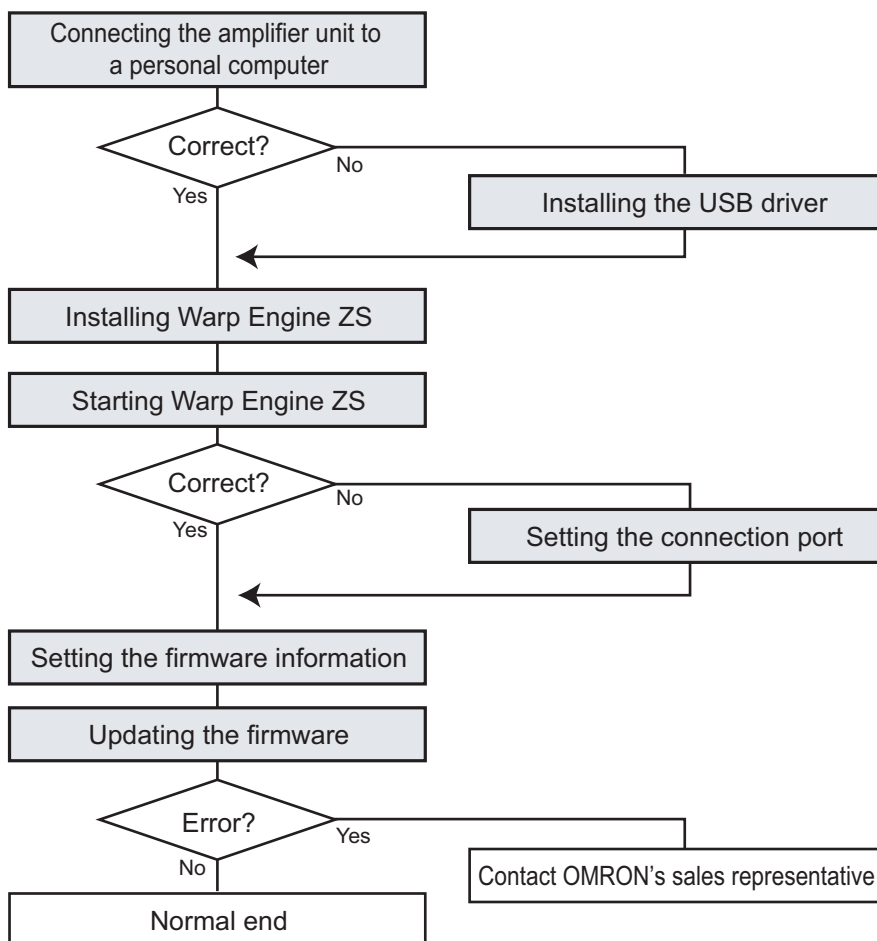 Connecting the amplifier unit to
a personal computer
Correct?
No
Yes
Installing the USB driver
Installing Warp Engine ZS
Starting Warp Engine ZS
Correct?
No
Yes
Setting the connection port
Setting the firmware information
Updating the firmware
Error?
Yes
No
Contact OMRON's sales representative
Normal end